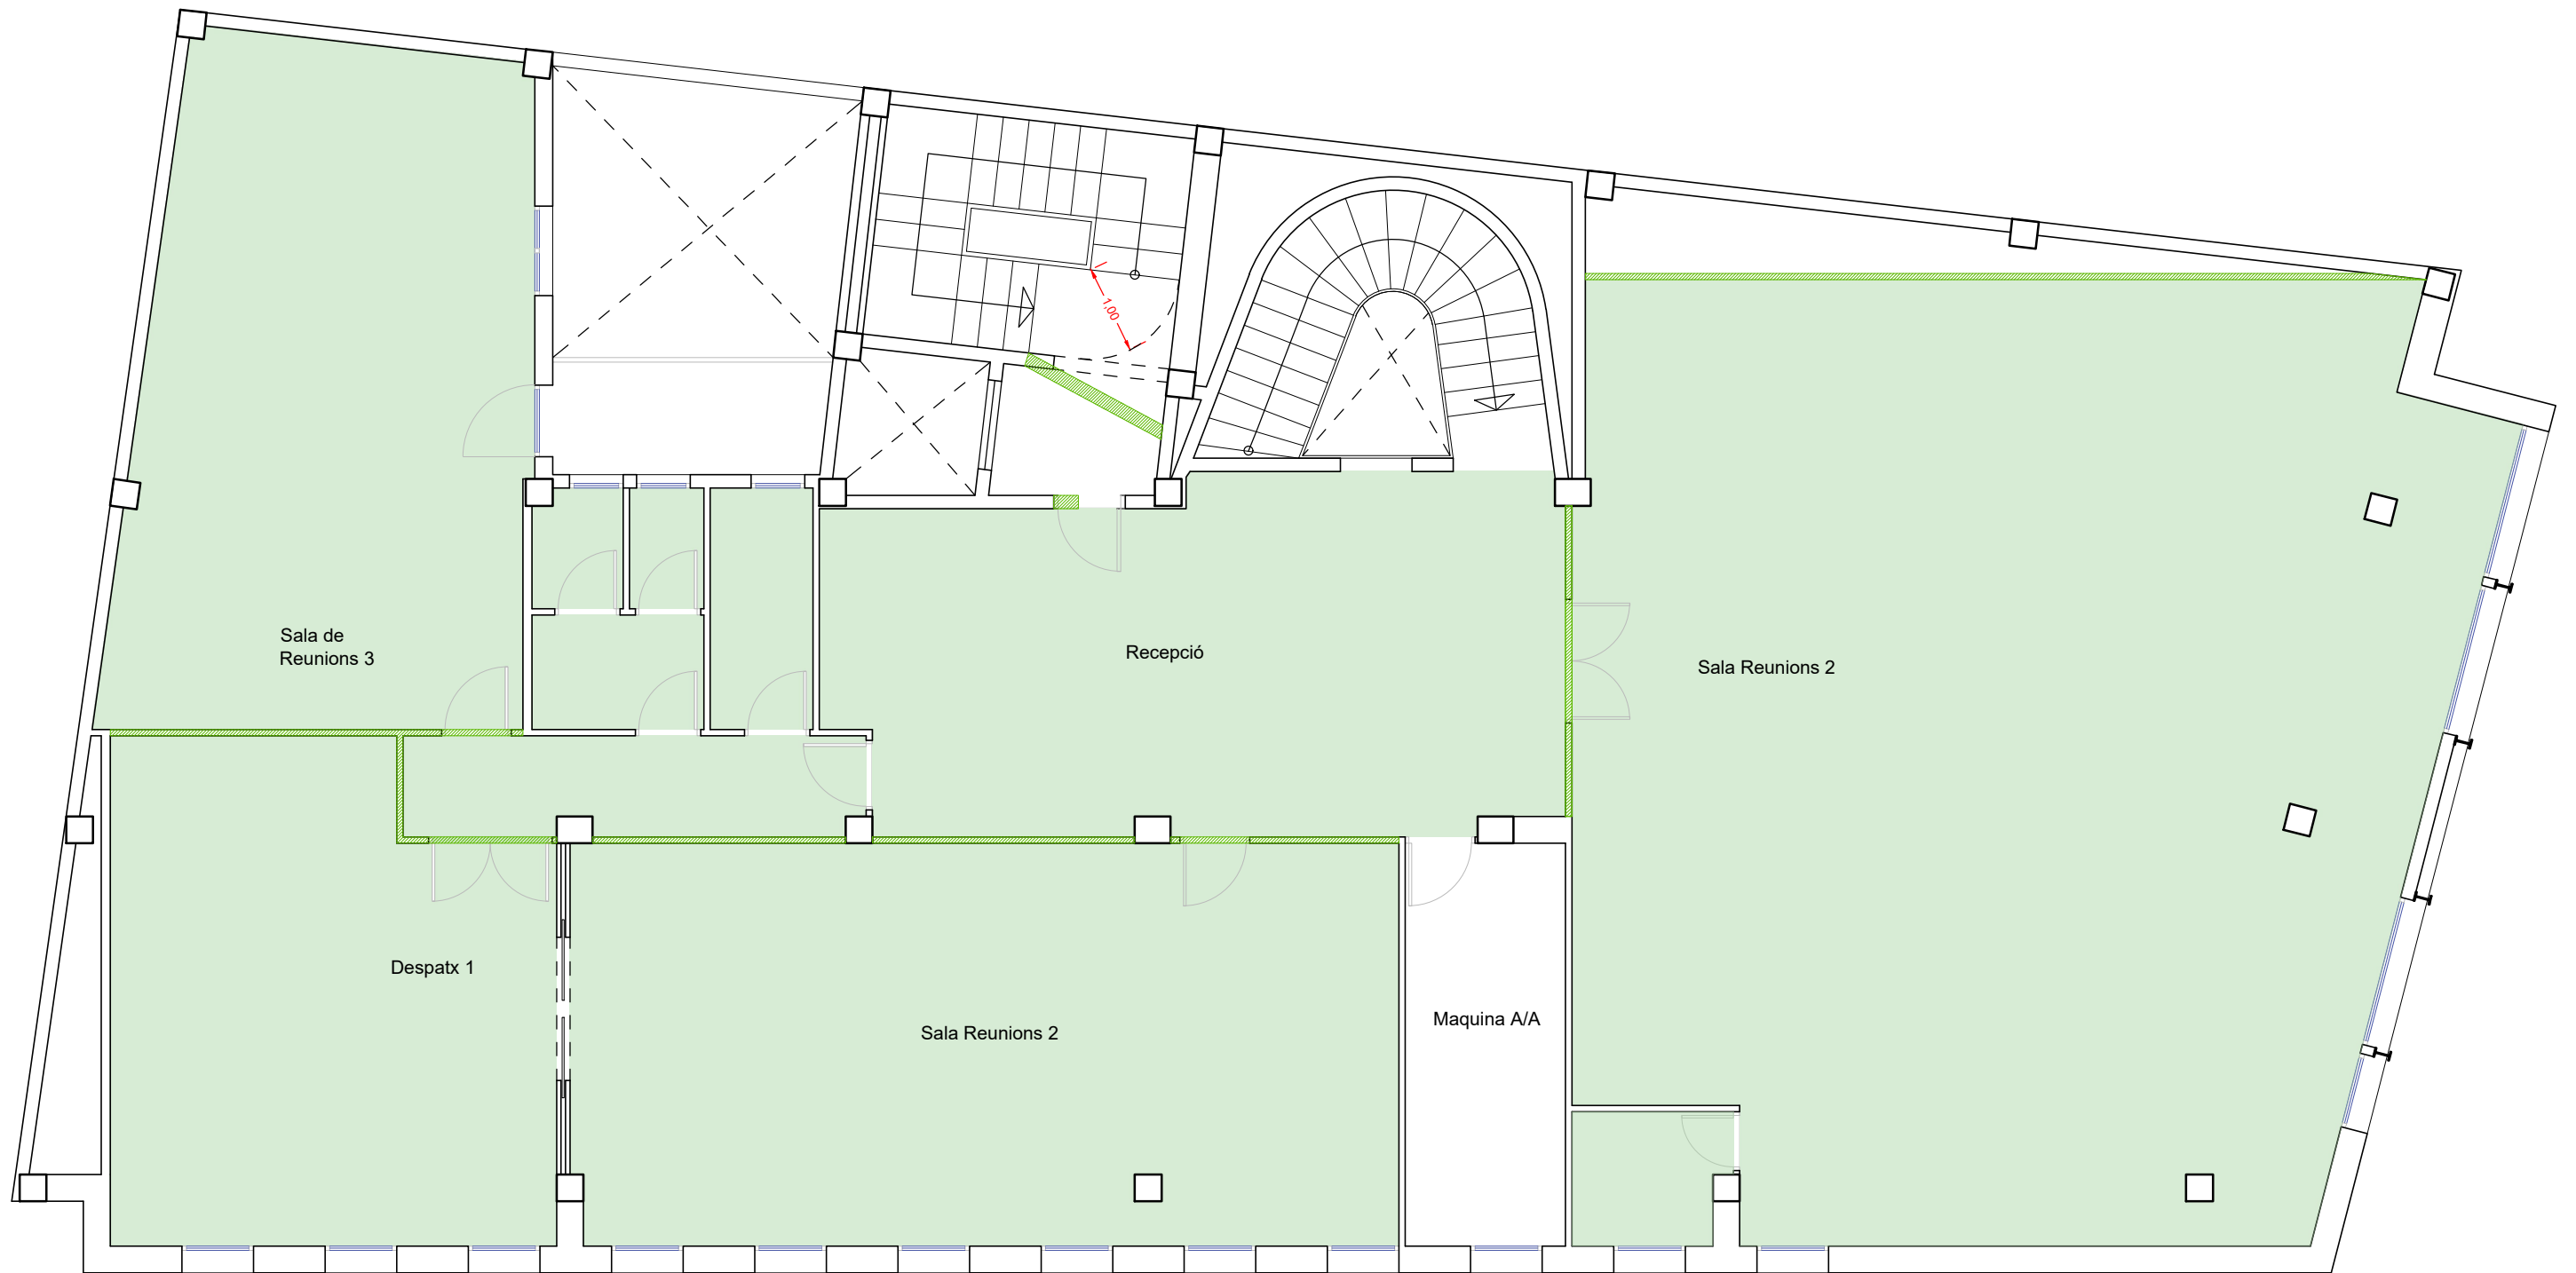 1,00
Sala de
Reunions 3
Recepció
Sala Reunions 2
Despatx 1
Sala Reunions 2
Maquina A/A